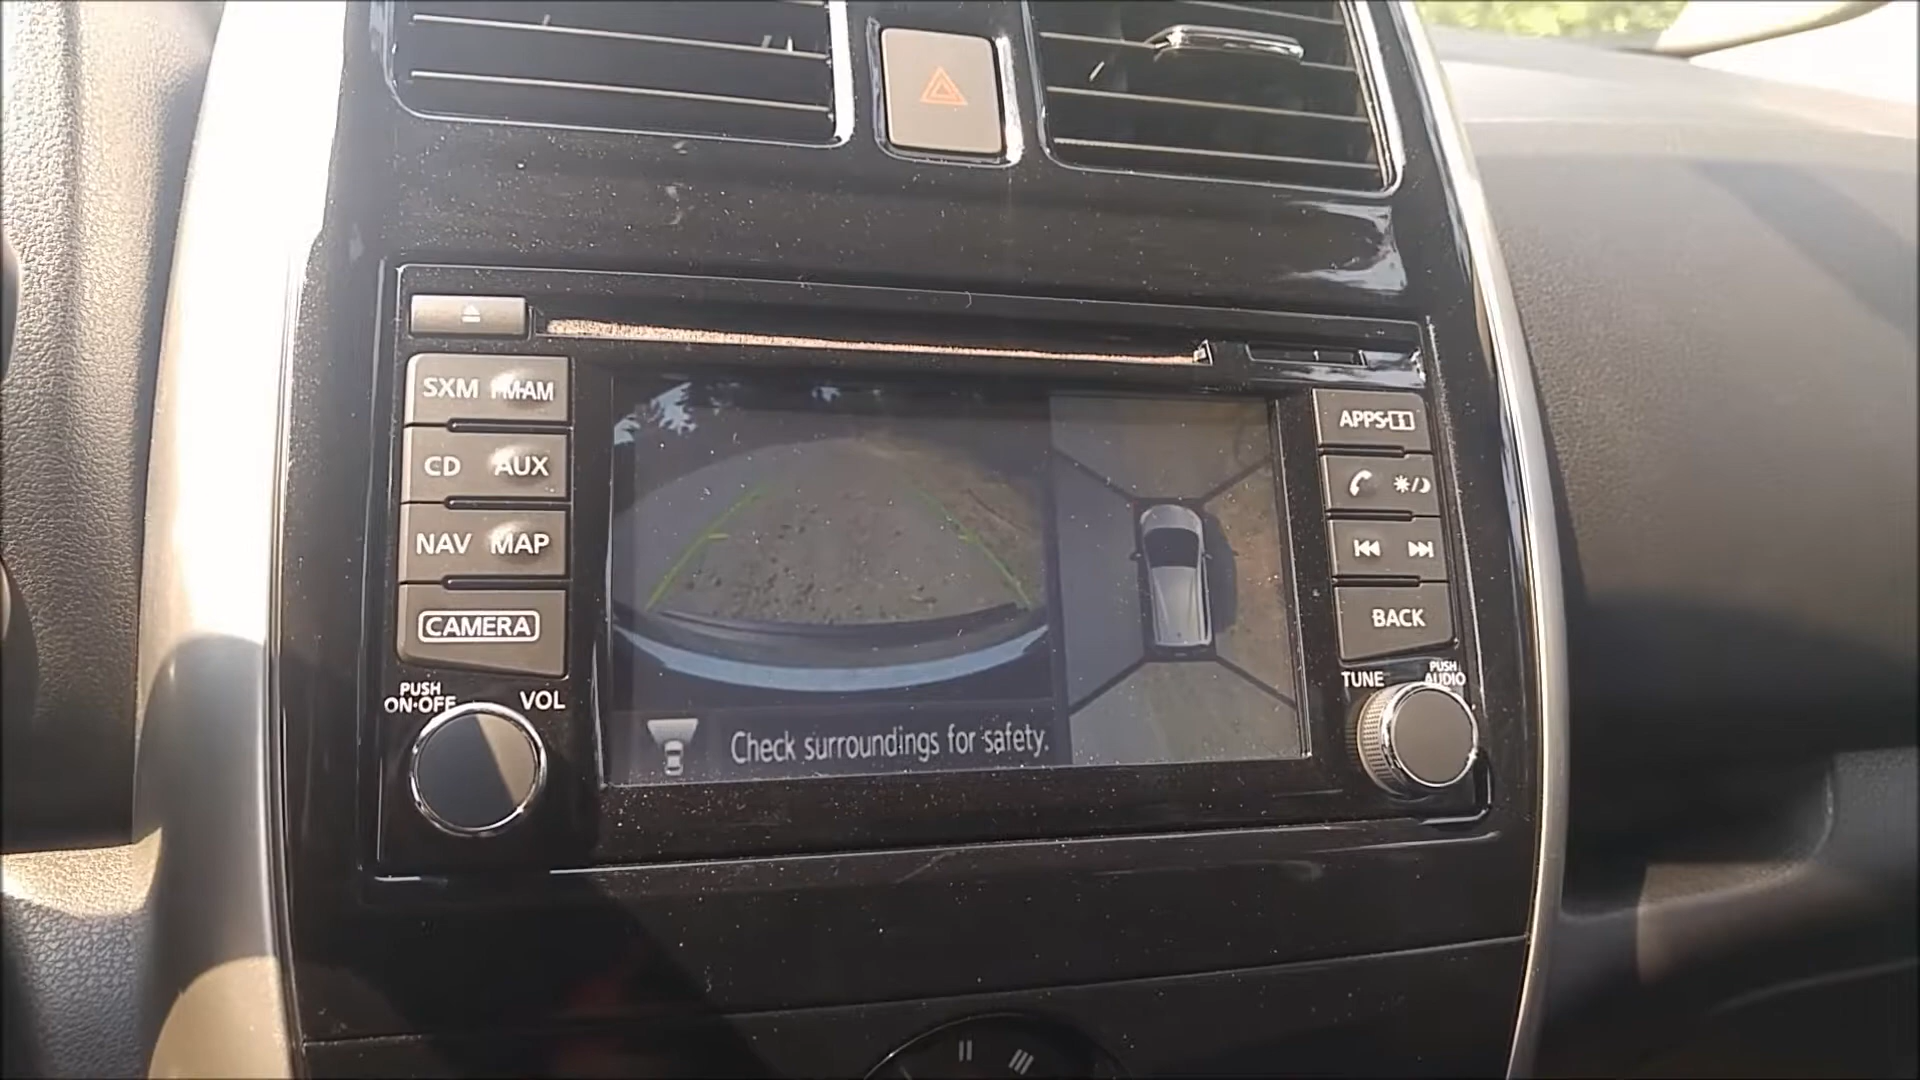 SXM FM·AM
CD AUX
NAV MAP
CAMERA
PUSH
ON·OFF
VOL
APPS·i
BACK
TUNE
PUSH
AUDIO
Check surroundings for safety.